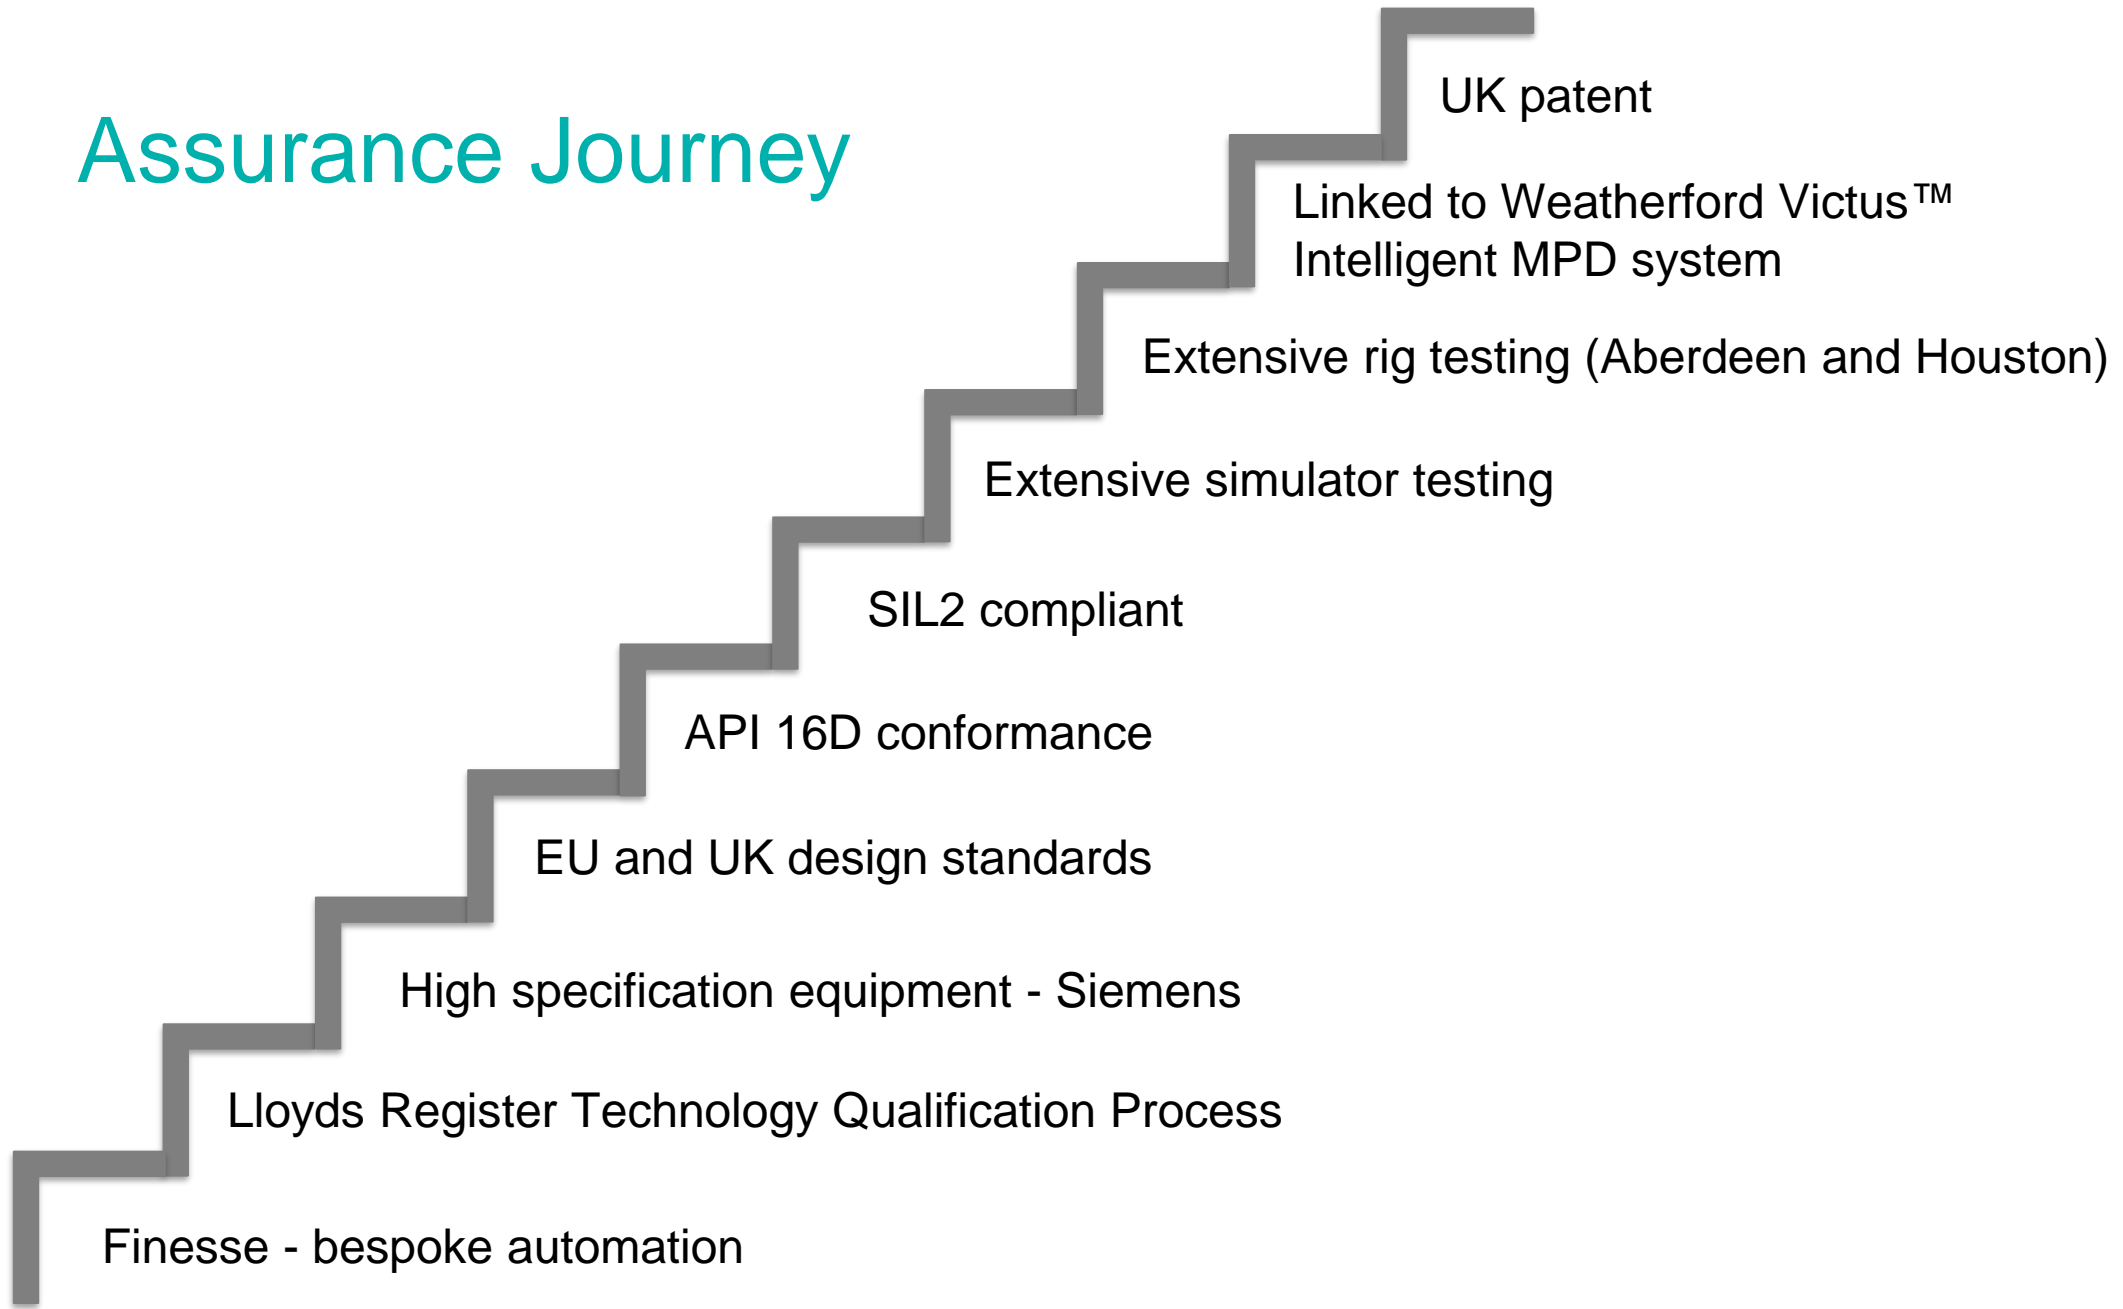 Assurance Journey
UK patent
Linked to Weatherford Victus™
Intelligent MPD system
Extensive rig testing (Aberdeen and Houston)
Extensive simulator testing
SIL2 compliant
API 16D conformance
EU and UK design standards
High specification equipment - Siemens
Lloyds Register Technology Qualification Process
Finesse - bespoke automation